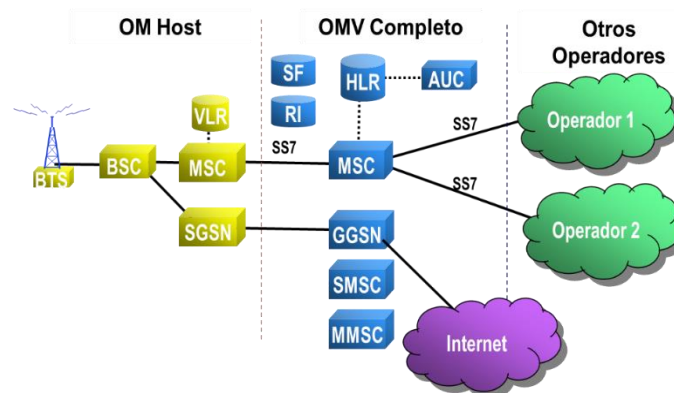 OM Host
OMV Completo
Otros
Operadores
SF
HLR
AUC
RI
VLR
BTS
BSC
MSC
SS7
MSC
SS7
SS7
Operador 1
Operador 2
SGSN
GGSN
SMSC
MMSC
Internet